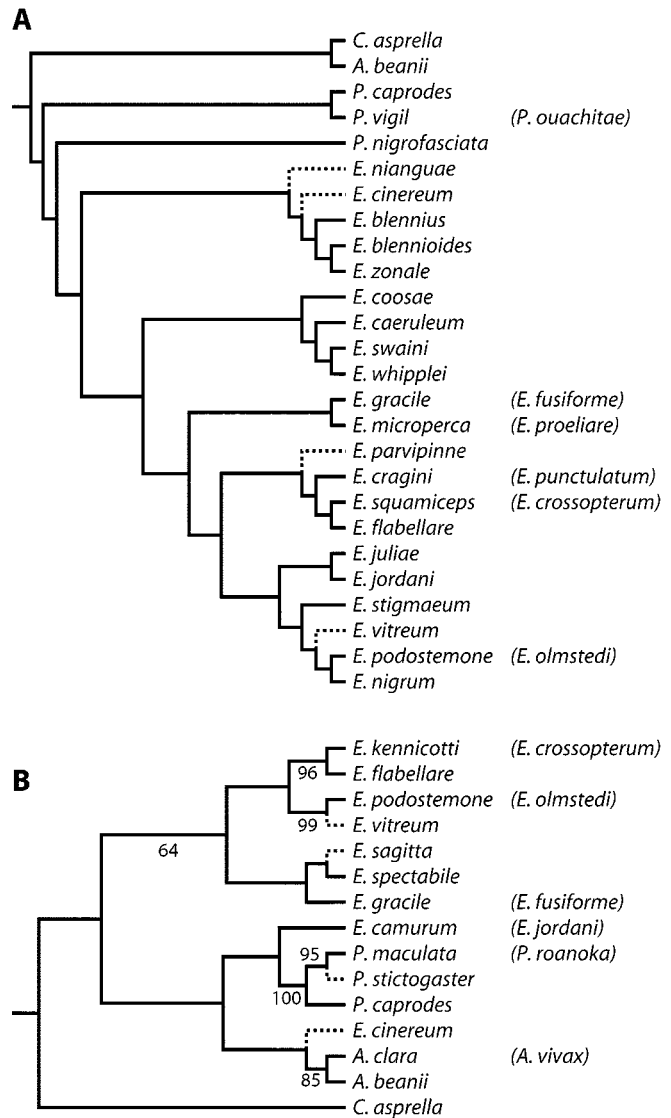 A
C. asprella
A. beanii
P. caprodes
P. vigil (P. ouachitae)
P. nigrofasciata
E. nianguae
E. cinereum
E. blennius
E. blennioides
E. zonale
E. coosae
E. caeruleum
E. swaini
E. whipplei
E. gracile (E. fusiforme)
E. microperca (E. proeliare)
E. parvipinne
E. cragini (E. punctulatum)
E. squamiceps (E. crossopterum)
E. flabellare
E. juliae
E. jordani
E. stigmaeum
E. vitreum
E. podostemone (E. olmstedi)
E. nigrum
B
E. kennicotti (E. crossopterum)
96
E. flabellare
E. podostemone (E. olmstedi)
99
E. vitreum
64
E. sagitta
E. spectabile
E. gracile (E. fusiforme)
E. camurum (E. jordani)
95
P. maculata (P. roanoka)
P. stictogaster
100
P. caprodes
E. cinereum
A. clara (A. vivax)
85
A. beanii
C. asprella